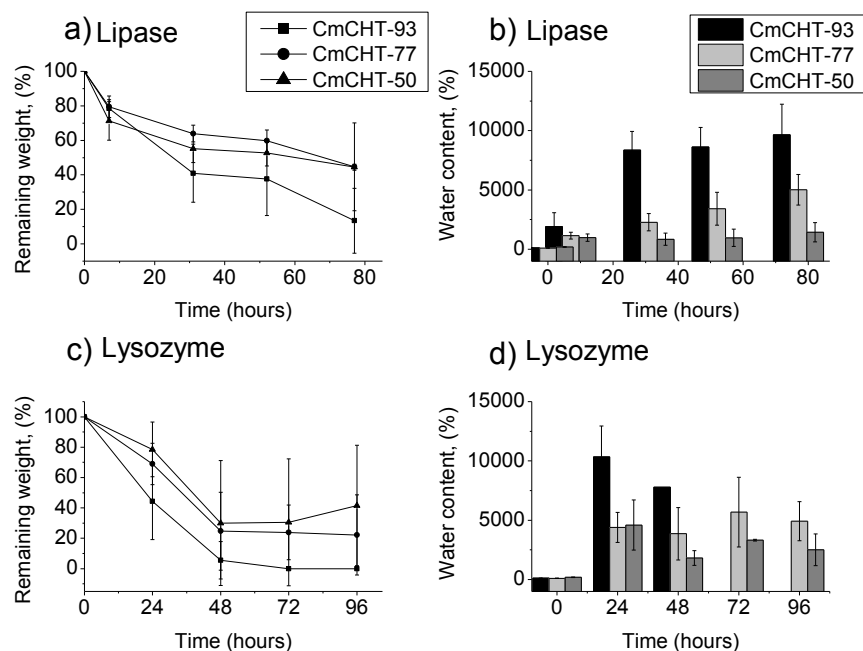 a) Lipase
CmCHT-93
CmCHT-77
CmCHT-50
100
80
60
40
20
0
Remaining weight, (%)
0 20 40 60 80
Time (hours)
b) Lipase
CmCHT-93
CmCHT-77
CmCHT-50
15000
10000
5000
0
Water content, (%)
0 20 40 60 80
Time (hours)
c) Lysozyme
100
80
60
40
20
0
Remaining weight, (%)
0 24 48 72 96
Time (hours)
d) Lysozyme
15000
10000
5000
0
Water content, (%)
0 24 48 72 96
Time (hours)